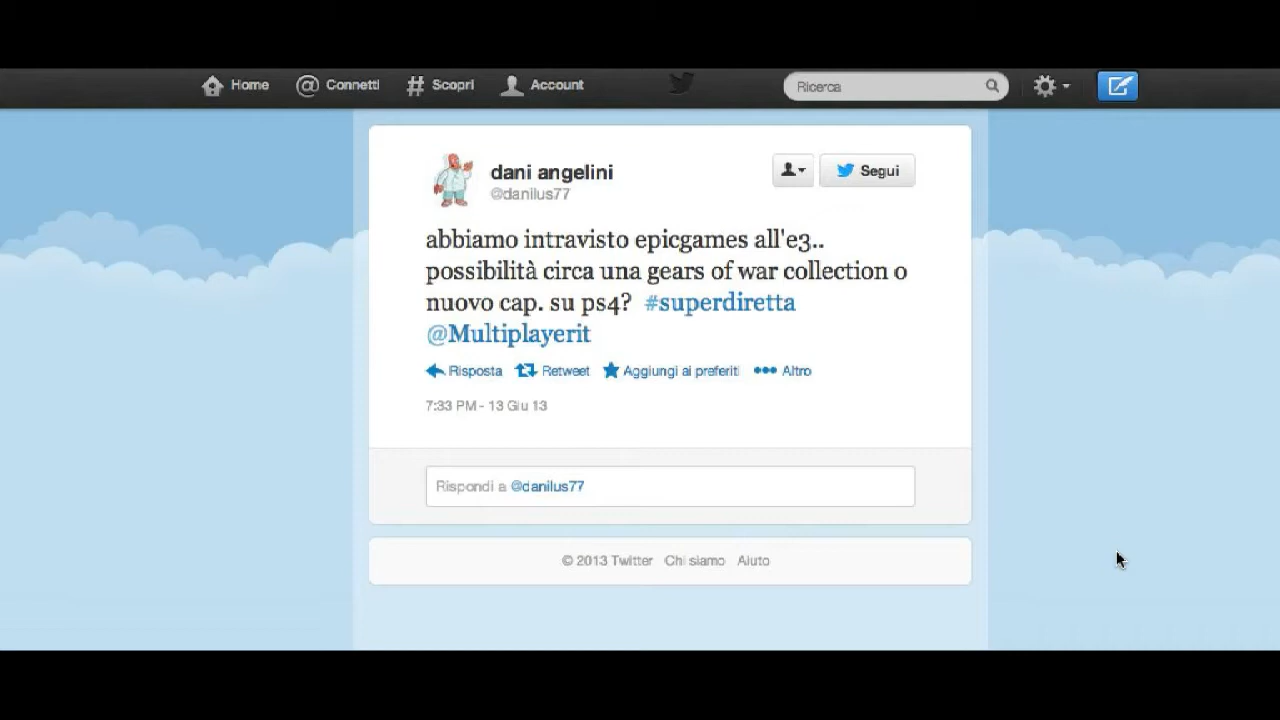 Home
Connetti
Scopri
Account
Ricerca
dani angelini
@danilus77
Segui
abbiamo intravisto epicgames all'e3..
possibilità circa una gears of war collection o
nuovo cap. su ps4? #superdiretta
@Multiplayerit
Risposta Retweet Aggiungi ai preferiti Altro
7:33 PM - 13 Giu 13
Rispondi a @danilus77
© 2013 Twitter Chi siamo Aiuto